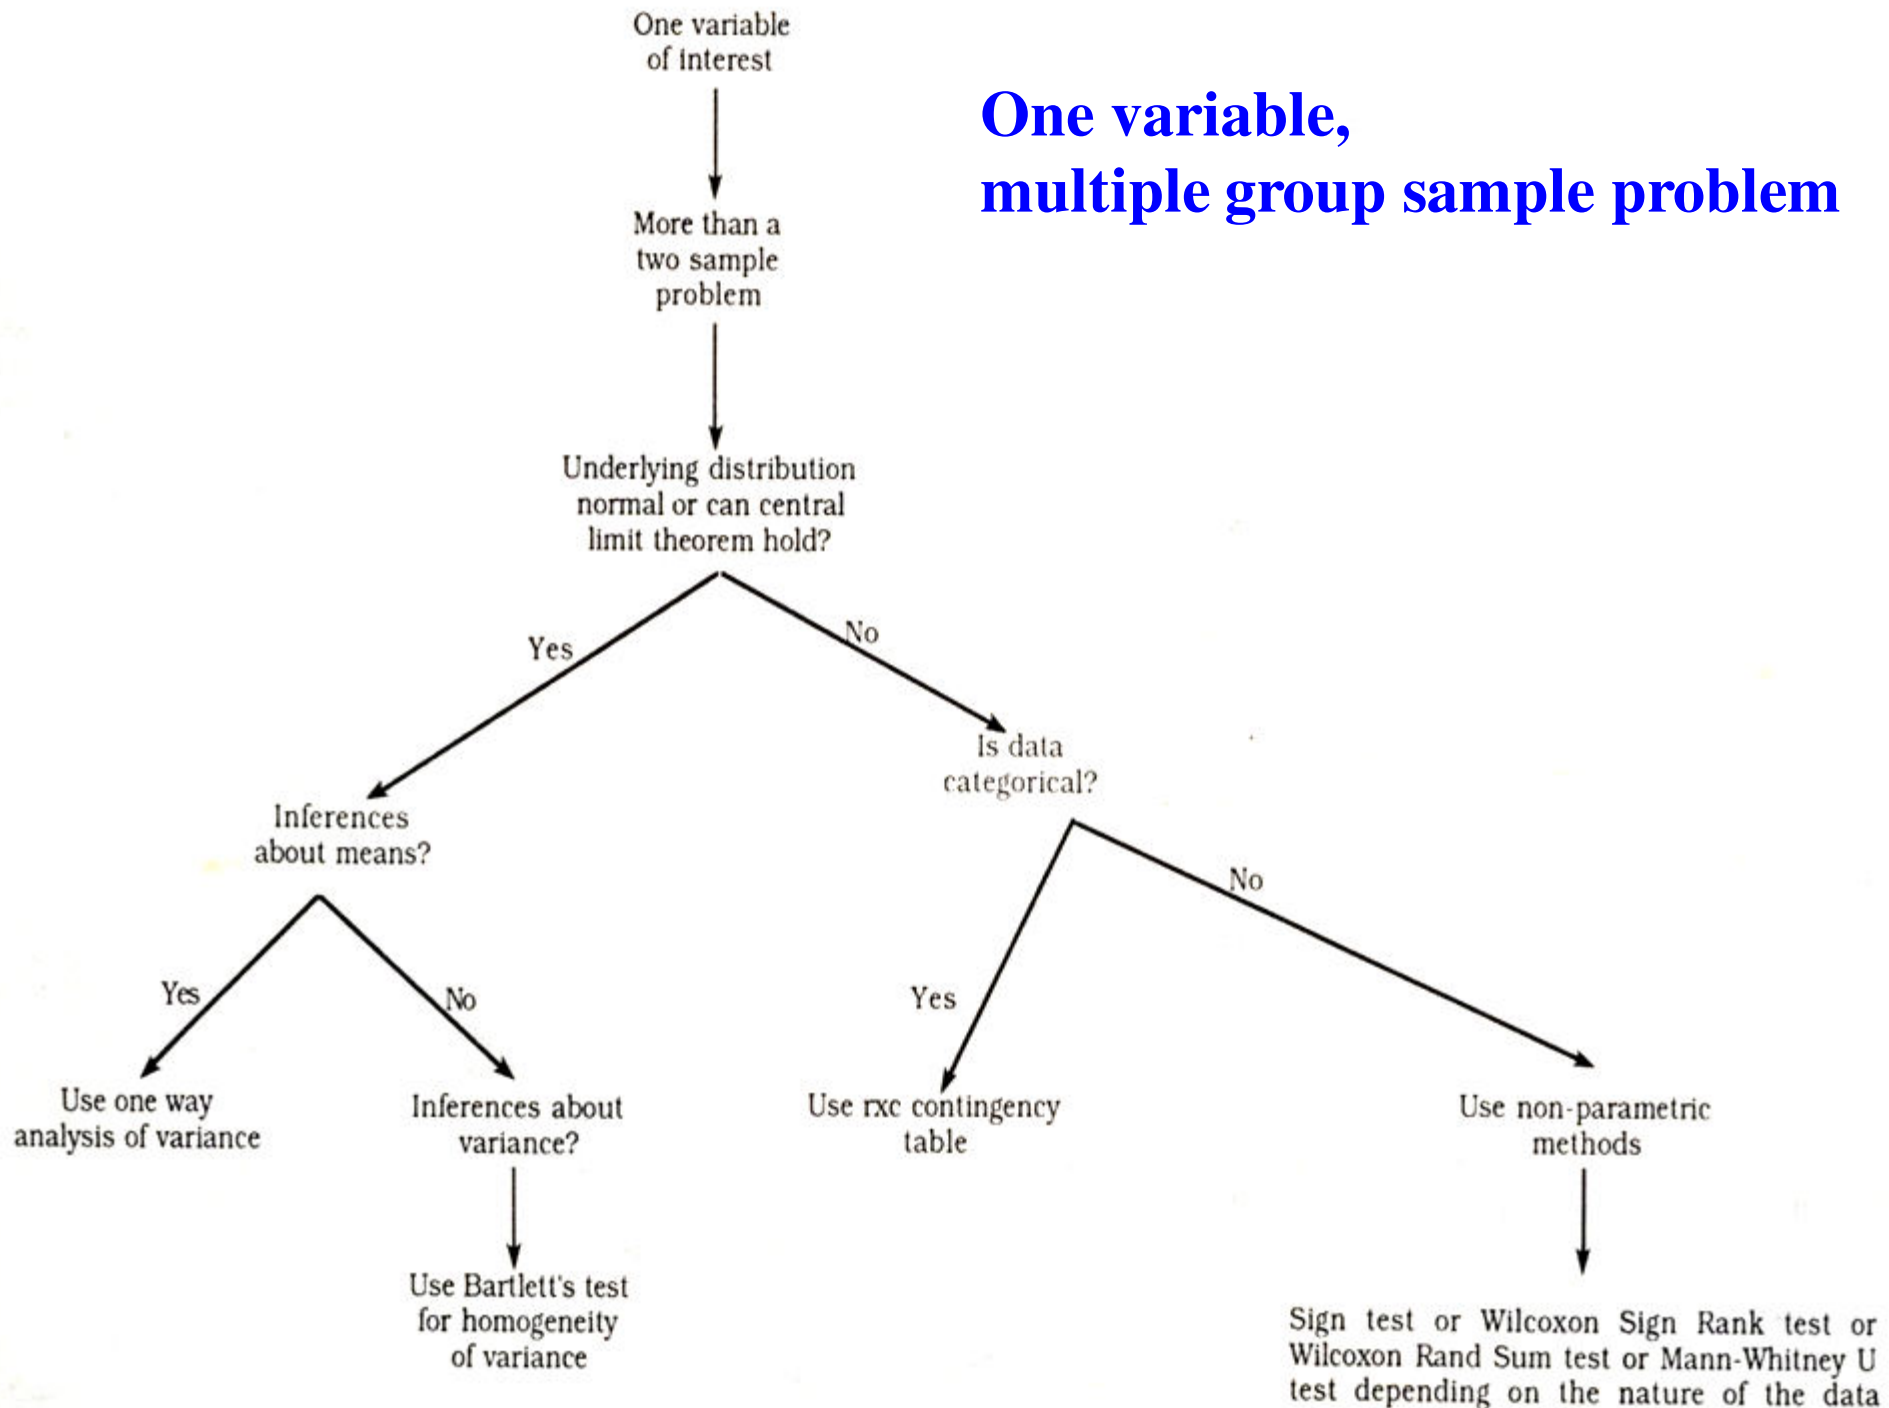 One variable
of interest
One variable,
multiple group sample problem
More than a
two sample
problem
Underlying distribution
normal or can central
limit theorem hold?
Yes
No
Is data
categorical?
Inferences
about means?
No
Yes
No
Yes
Use one way
analysis of variance
Inferences about
variance?
Use rxc contingency
table
Use non-parametric
methods
Use Bartlett's test
for homogeneity
of variance
Sign test or Wilcoxon Sign Rank test or
Wilcoxon Rand Sum test or Mann-Whitney U
test depending on the nature of the data